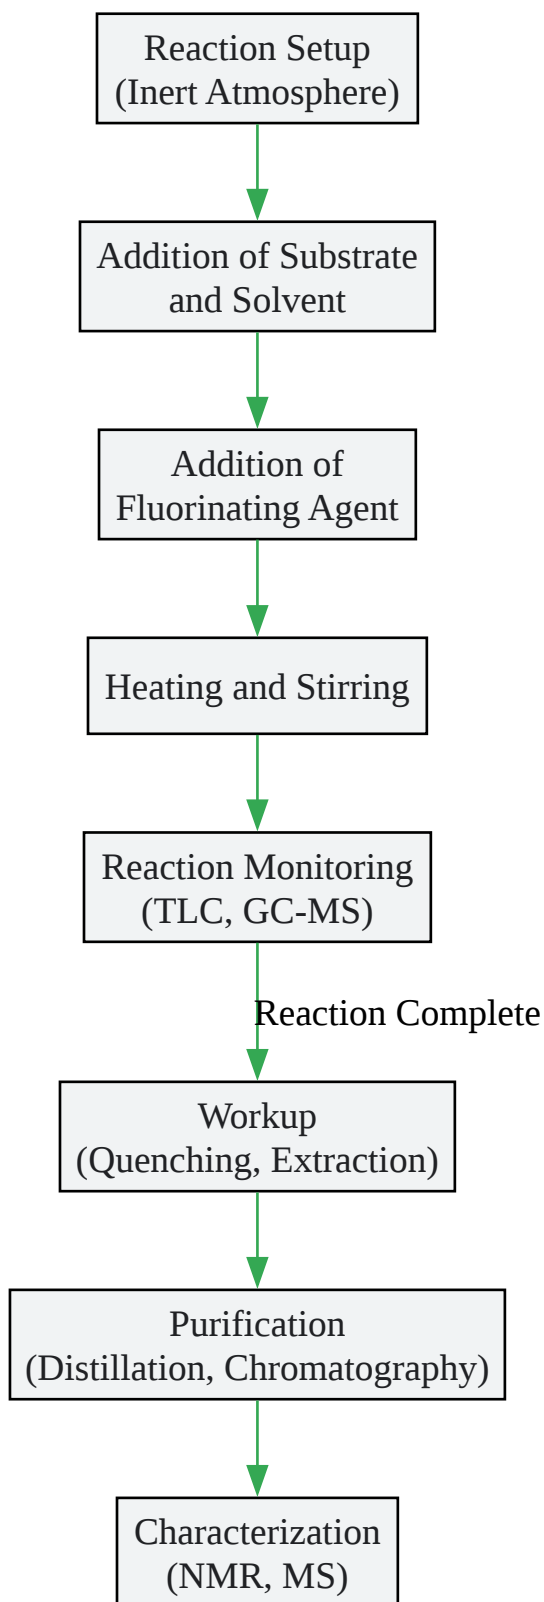 Reaction Setup
(Inert Atmosphere)
Addition of Substrate
and Solvent
Addition of
Fluorinating Agent
Heating and Stirring
Reaction Monitoring
(TLC, GC-MS)
Reaction Complete
Workup
(Quenching, Extraction)
Purification
(Distillation, Chromatography)
Characterization
(NMR, MS)